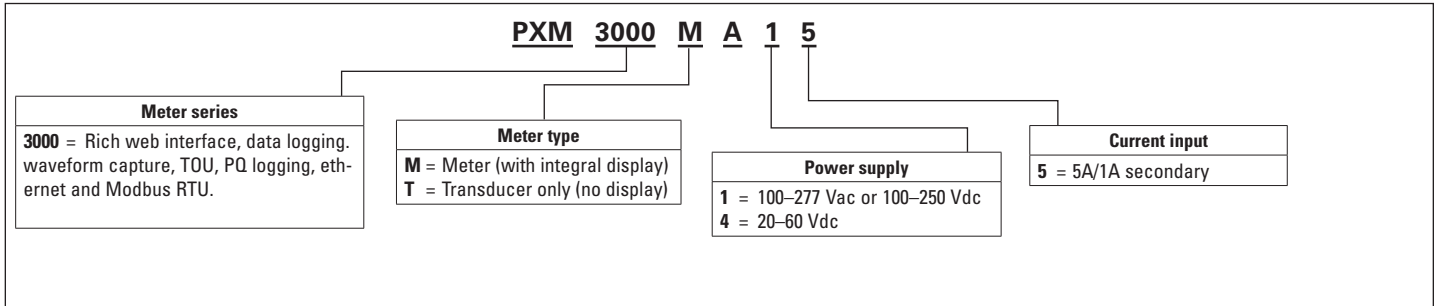 PXM 3000 M A 1 5
Meter series
3000 = Rich web interface, data logging.
waveform capture, TOU, PQ logging, eth-
ernet and Modbus RTU.
Meter type
M = Meter (with integral display)
T = Transducer only (no display)
Power supply
1 = 100–277 Vac or 100–250 Vdc
4 = 20–60 Vdc
Current input
5 = 5A/1A secondary